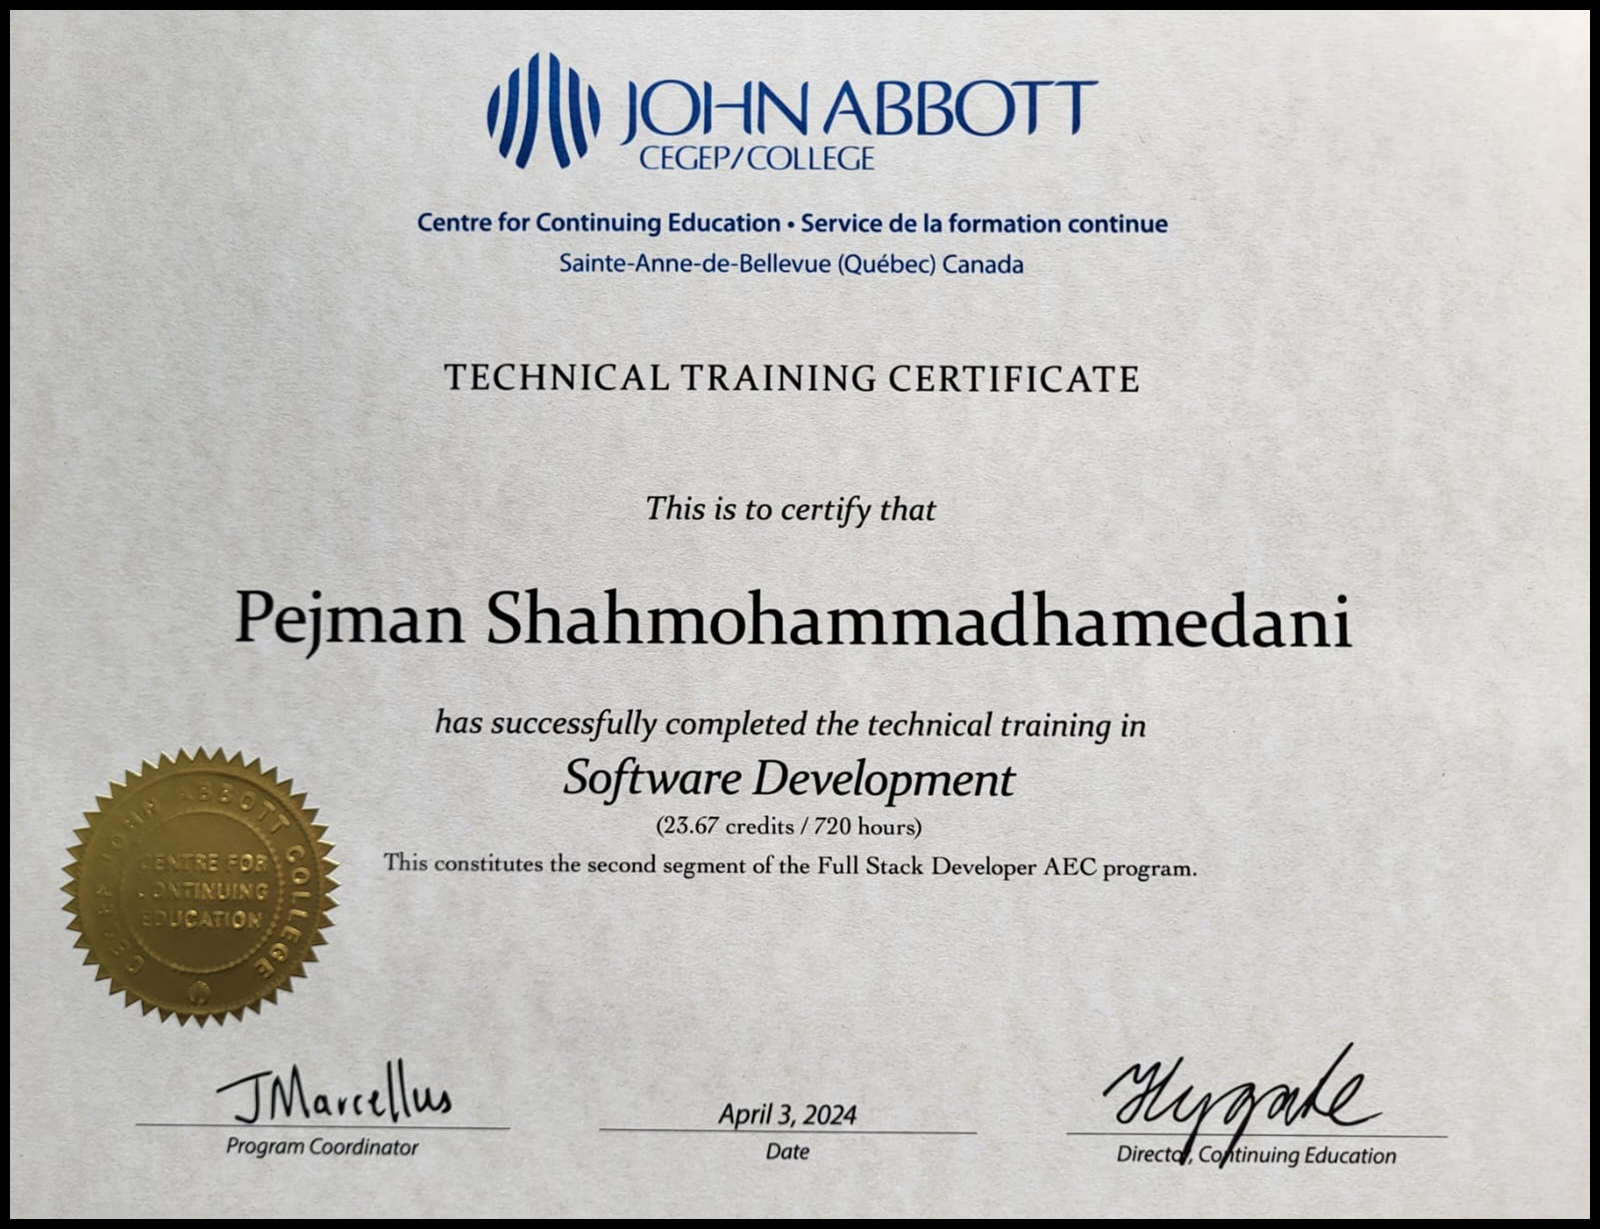 JOHN ABBOTT
CEGEP/COLLEGE
Centre for Continuing Education • Service de la formation continue
Sainte-Anne-de-Bellevue (Québec) Canada
TECHNICAL TRAINING CERTIFICATE
This is to certify that
Pejman Shahmohammadhamedani
has successfully completed the technical training in
Software Development
(23.67 credits / 720 hours)
This constitutes the second segment of the Full Stack Developer AEC program.
JOHN ABBOTT COLLEGE
CENTRE FOR
CONTINUING
EDUCATION
JMarcellus
Program Coordinator
April 3, 2024
Date
Director, Continuing Education